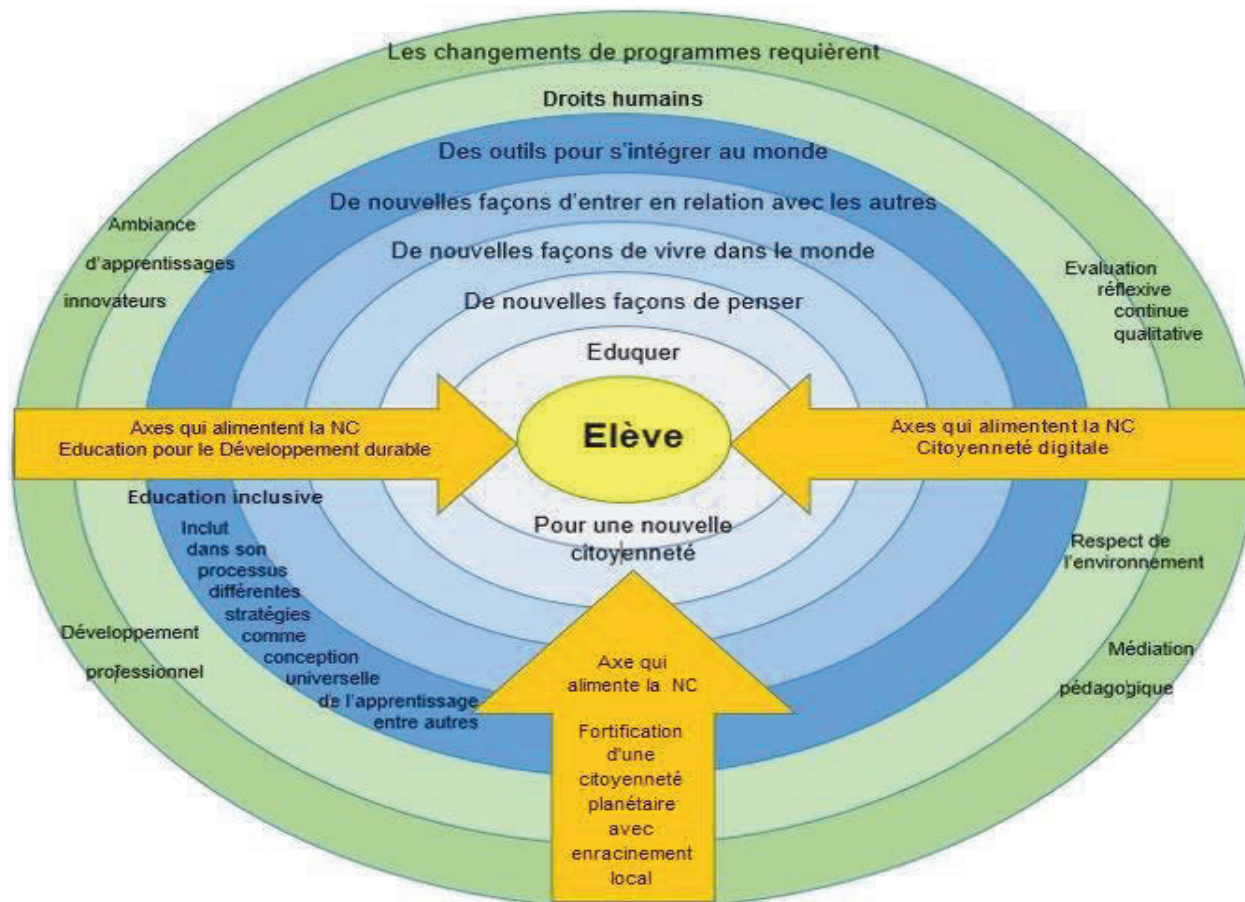 Les changements de programmes requièrent
Droits humains
Des outils pour s'intégrer au monde
De nouvelles façons d'entrer en relation avec les autres
De nouvelles façons de vivre dans le monde
De nouvelles façons de penser
Eduquer
Elève
Pour une nouvelle
citoyenneté
Ambiance
d'apprentissages
innovateurs
Evaluation
réflexive
continue
qualitative
Axes qui alimentent la NC
Education pour le Développement durable
Axes qui alimentent la NC
Citoyenneté digitale
Education inclusive
Inclut
dans son
processus
différentes
stratégies
comme
conception
universelle
de l'apprentissage
entre autres
Respect de
l'environnement
Développement
professionnel
Médiation
pédagogique
Axe qui
alimente la NC
Fortification
d'une
citoyenneté
planétaire
avec
enracinement
local